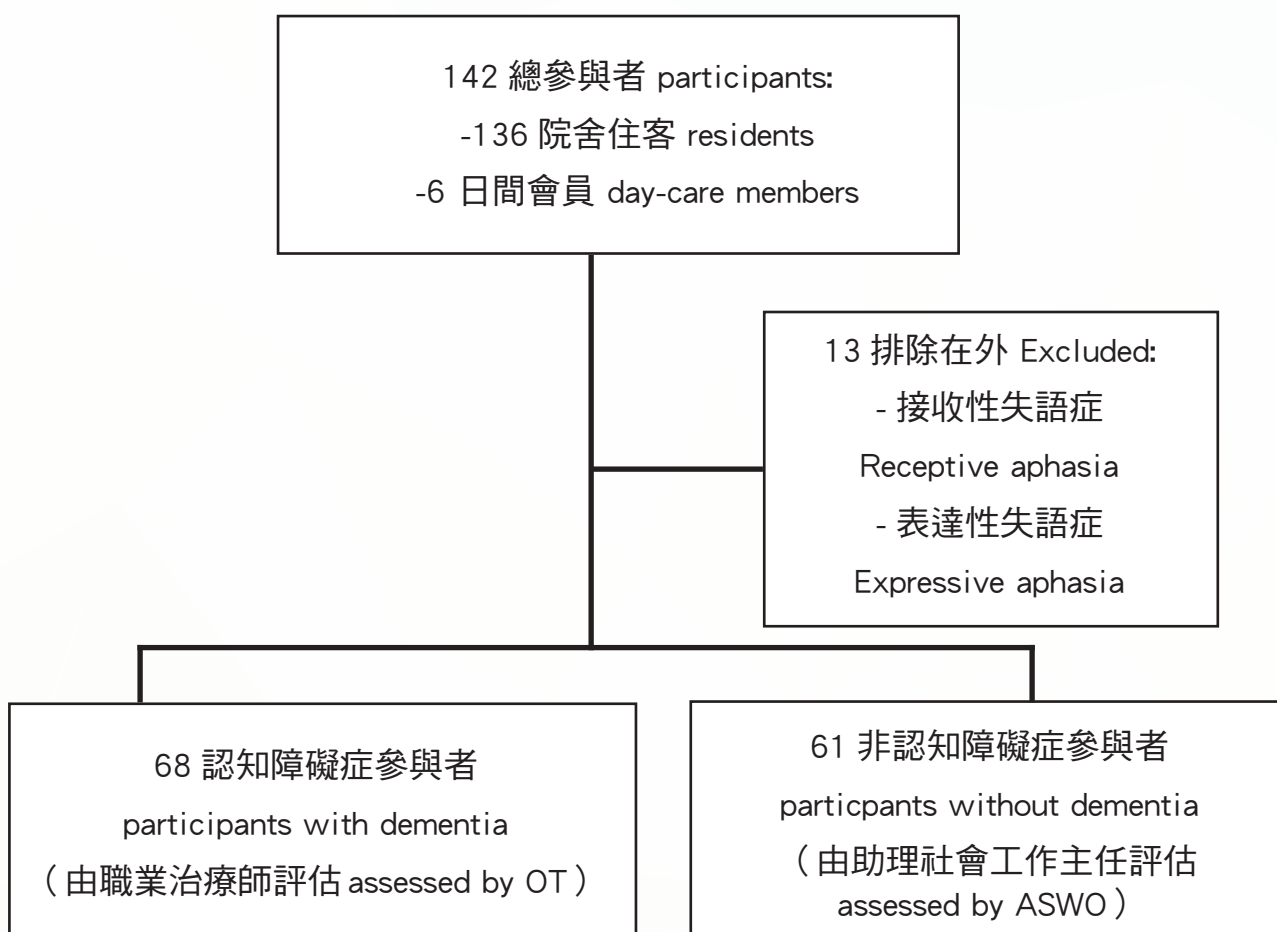 142 總參與者 participants:
-136 院舍住客 residents
-6 日間會員 day-care members
13 排除在外 Excluded:
- 接收性失語症
Receptive aphasia
- 表達性失語症
Expressive aphasia
68 認知障礙症參與者
participants with dementia
（由職業治療師評估 assessed by OT）
61 非認知障礙症參與者
particpants without dementia
（由助理社會工作主任評估
assessed by ASWO）